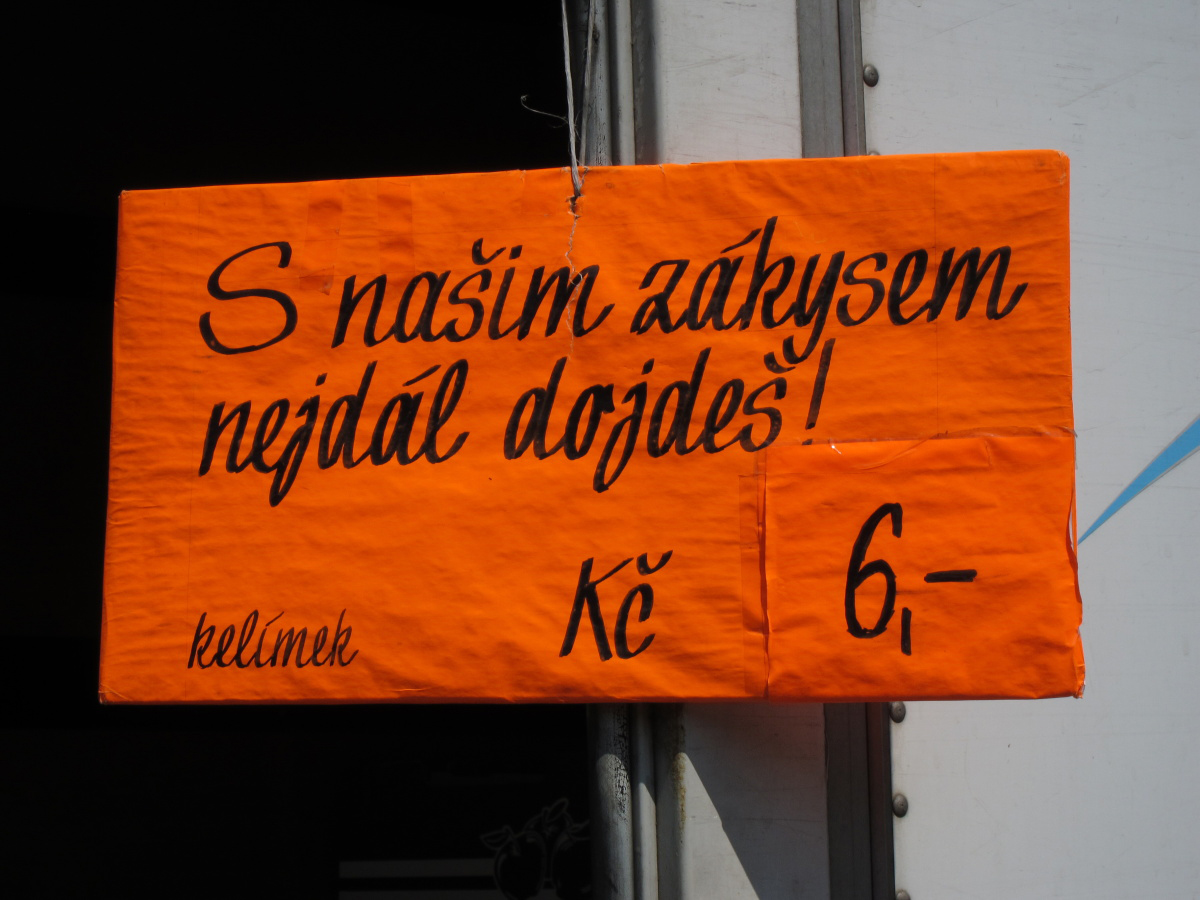 S našim zákysem
nejdál dojdeš!
kelímek Kč 6,-